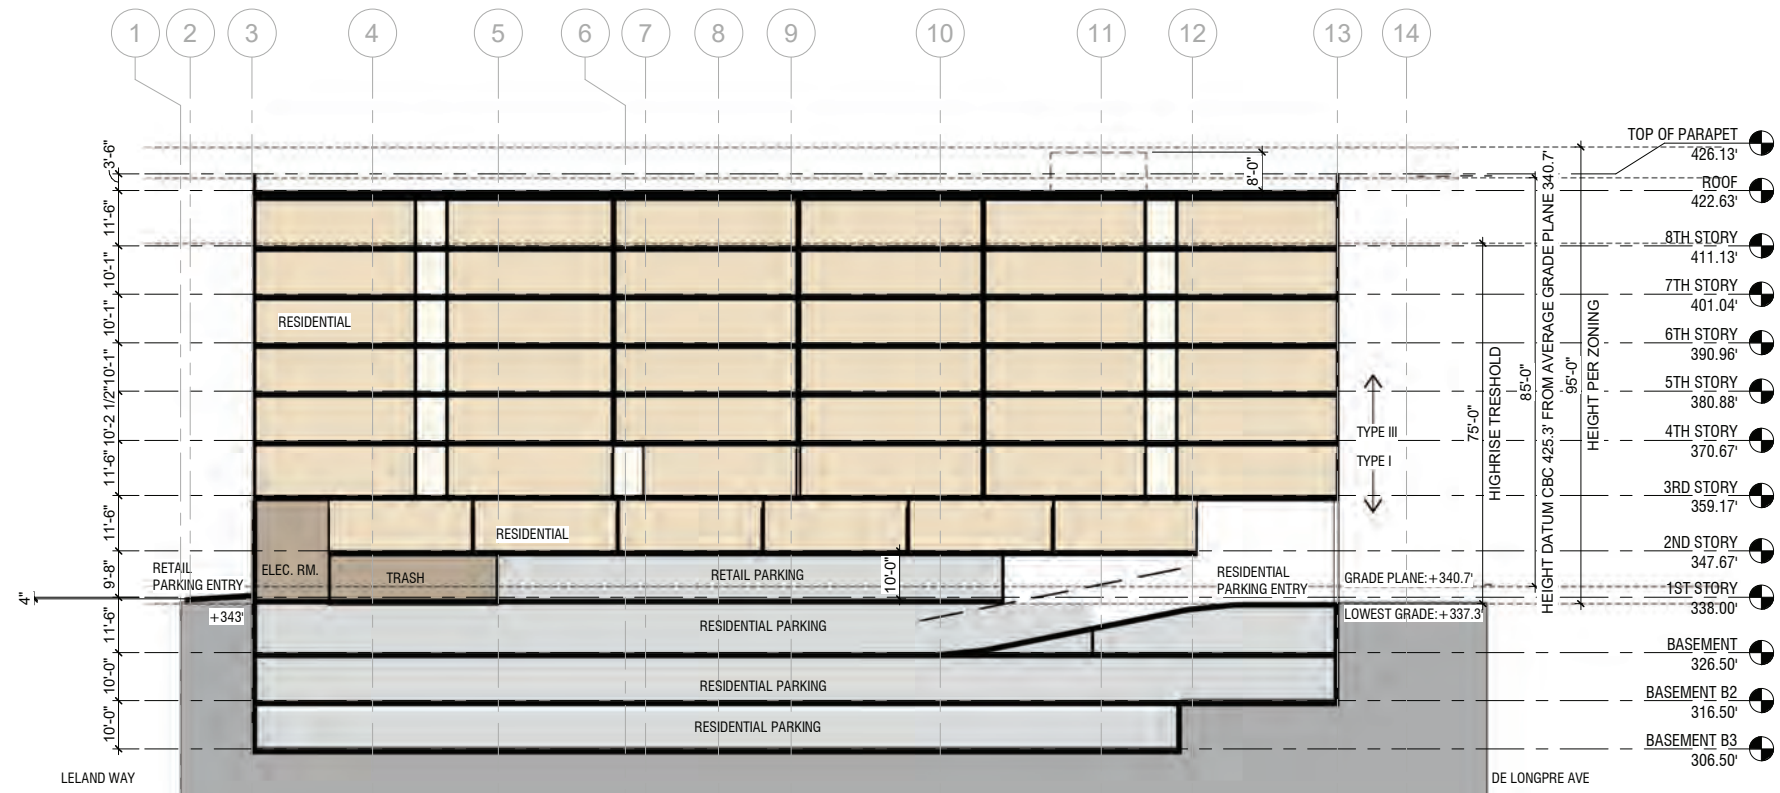 1 2 3 4 5 6 7 8 9 10 11 12 13 14
TOP OF PARAPET
426.13'
ROOF
422.63'
8TH STORY
411.13'
7TH STORY
401.04'
6TH STORY
390.96'
5TH STORY
380.88'
4TH STORY
370.67'
3RD STORY
359.17'
2ND STORY
347.67'
1ST STORY
338.00'
BASEMENT
326.50'
BASEMENT B2
316.50'
BASEMENT B3
306.50'
3'-6"
11'-6"
10'-1"
10'-1"
10'-1"
10'-2 1/2"
11'-6"
11'-6"
9'-8"
4"
11'-6"
10'-0"
10'-0"
8'-0"
RESIDENTIAL
RESIDENTIAL
ELEC. RM.
TRASH
RETAIL PARKING
10'-0"
RETAIL
PARKING ENTRY
+343'
RESIDENTIAL
PARKING ENTRY
RESIDENTIAL PARKING
RESIDENTIAL PARKING
RESIDENTIAL PARKING
TYPE III
TYPE I
GRADE PLANE:+340.7'
LOWEST GRADE:+337.3'
75'-0"
HIGHRISE TRESHOLD
85'-0"
HEIGHT DATUM CBC 425.3' FROM AVERAGE GRADE PLANE 340.7'
95'-0"
HEIGHT PER ZONING
LELAND WAY
DE LONGPRE AVE